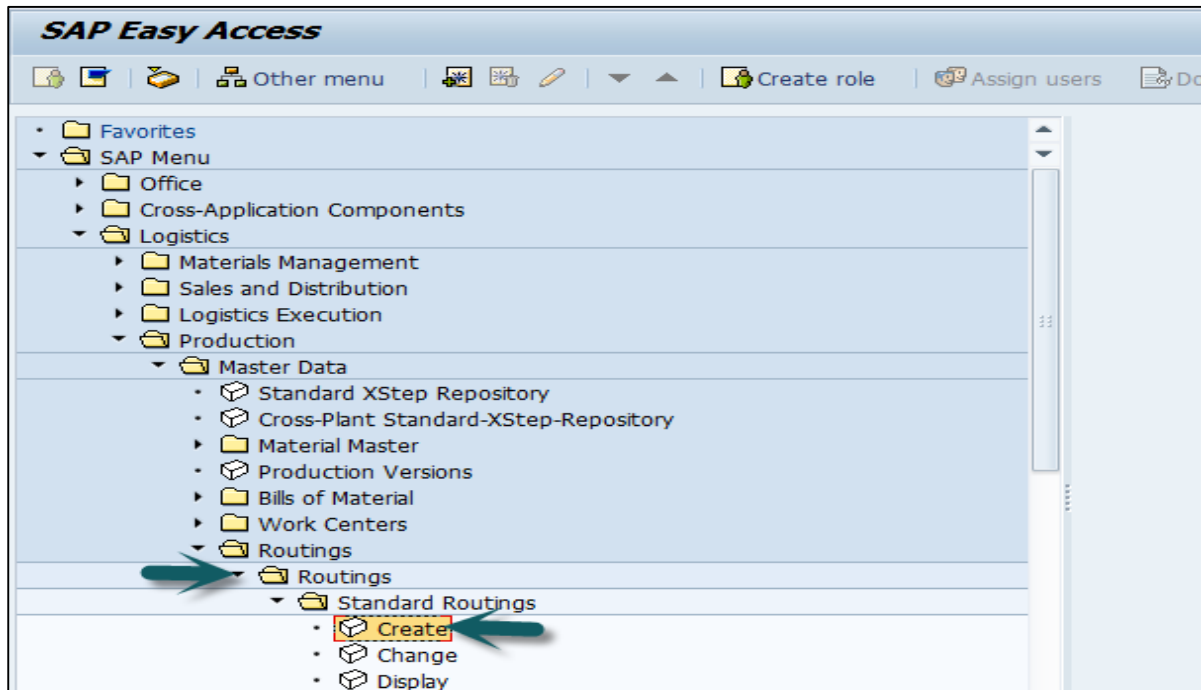 SAP Easy Access
Other menu Create role Assign users Do
Favorites
SAP Menu
Office
Cross-Application Components
Logistics
Materials Management
Sales and Distribution
Logistics Execution
Production
Master Data
Standard XStep Repository
Cross-Plant Standard-XStep-Repository
Material Master
Production Versions
Bills of Material
Work Centers
Routings
Routings
Standard Routings
Create
Change
Display